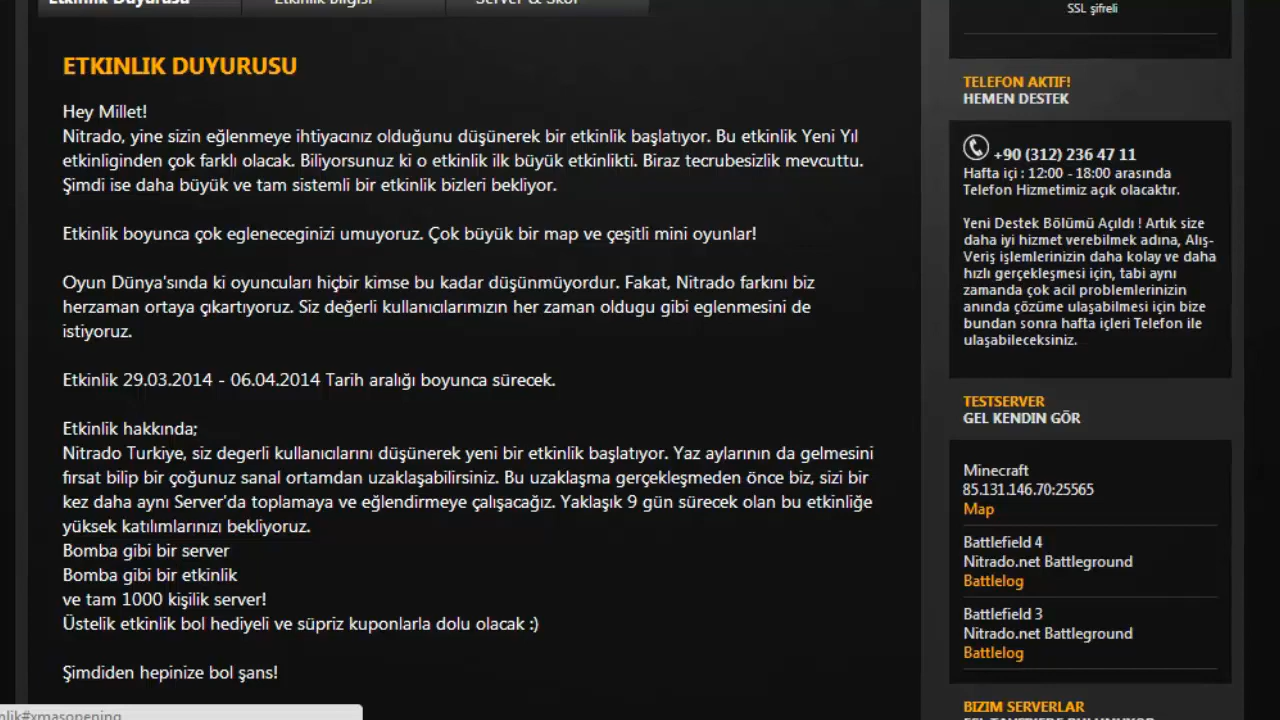 Etkinlik Duyurusu
Etkinlik Bilgisi
Server & Skor
ETKINLIK DUYURUSU
Hey Millet!
Nitrado, yine sizin eğlenmeye ihtiyacınız olduğunu düşünerek bir etkinlik başlatıyor. Bu etkinlik Yeni Yıl
etkinliginden çok farklı olacak. Biliyorsunuz ki o etkinlik ilk büyük etkinlikti. Biraz tecrubesizlik mevcuttu.
Şimdi ise daha büyük ve tam sistemli bir etkinlik bizleri bekliyor.
Etkinlik boyunca çok egleneceginizi umuyoruz. Çok büyük bir map ve çeşitli mini oyunlar!
Oyun Dünya'sında ki oyuncuları hiçbir kimse bu kadar düşünmüyordur. Fakat, Nitrado farkını biz
herzaman ortaya çıkartıyoruz. Siz değerli kullanıcılarımızın her zaman oldugu gibi eglenmesini de
istiyoruz.
Etkinlik 29.03.2014 - 06.04.2014 Tarih aralığı boyunca sürecek.
Etkinlik hakkında;
Nitrado Turkiye, siz degerli kullanıcılarını düşünerek yeni bir etkinlik başlatıyor. Yaz aylarının da gelmesini
fırsat bilip bir çoğunuz sanal ortamdan uzaklaşabilirsiniz. Bu uzaklaşma gerçekleşmeden önce biz, sizi bir
kez daha aynı Server'da toplamaya ve eğlendirmeye çalışacağız. Yaklaşık 9 gün sürecek olan bu etkinliğe
yüksek katılımlarınızı bekliyoruz.
Bomba gibi bir server
Bomba gibi bir etkinlik
ve tam 1000 kişilik server!
Üstelik etkinlik bol hediyeli ve süpriz kuponlarla dolu olacak :)
Şimdiden hepinize bol şans!
nlik#xmasopening
SSL şifreli
TELEFON AKTIF!
HEMEN DESTEK
+90 (312) 236 47 11
Hafta içi : 12:00 - 18:00 arasında
Telefon Hizmetimiz açık olacaktır.
Yeni Destek Bölümü Açıldı ! Artık size
daha iyi hizmet verebilmek adına, Alış-
Veriş işlemlerinizin daha kolay ve daha
hızlı gerçekleşmesi için, tabi aynı
zamanda çok acil problemlerinizin
anında çözüme ulaşabilmesi için bize
bundan sonra hafta içleri Telefon ile
ulaşabileceksiniz.
TESTSERVER
GEL KENDIN GÖR
Minecraft
85.131.146.70:25565
Map
Battlefield 4
Nitrado.net Battleground
Battlelog
Battlefield 3
Nitrado.net Battleground
Battlelog
BIZIM SERVERLAR